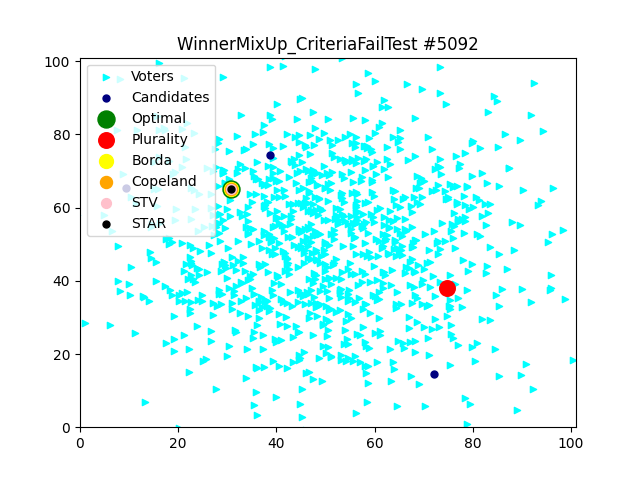 WinnerMixUp_CriteriaFailTest #5092
100
80
60
40
20
0
0
20
40
60
80
100
Voters
Candidates
Optimal
Plurality
Borda
Copeland
STV
STAR